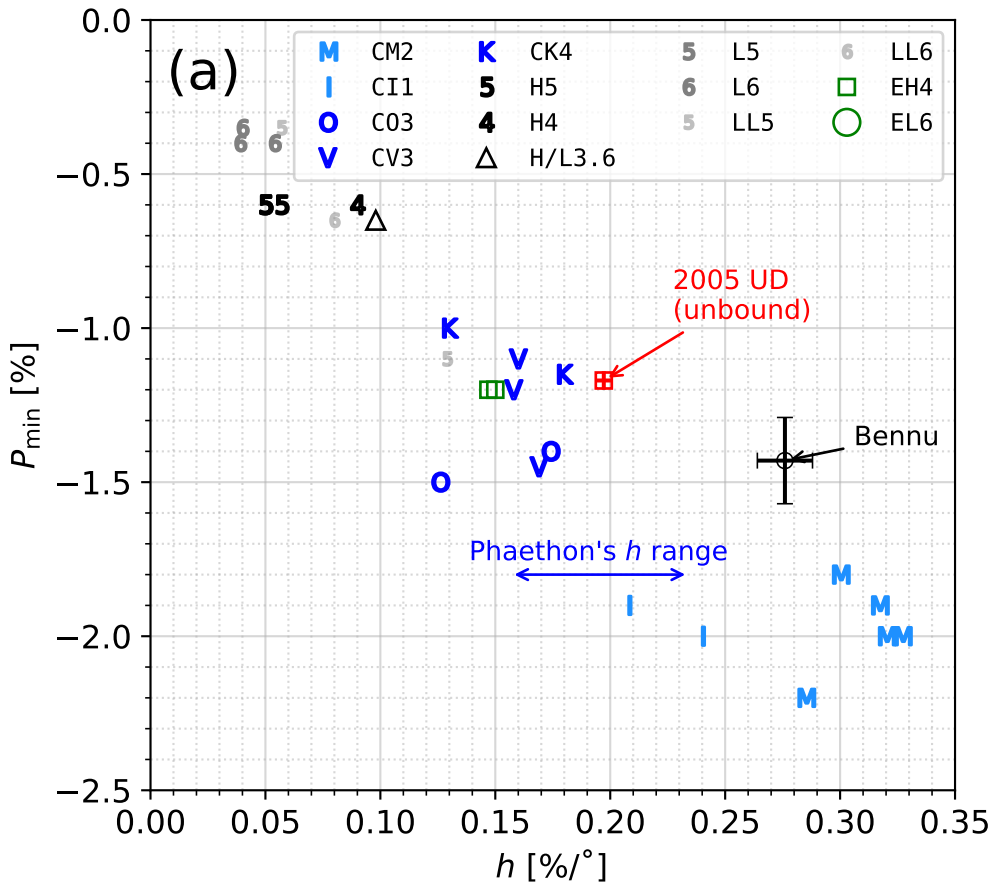 (a)
M CM2 K CK4 5 L5 6 LL6
I CI1 5 H5 6 L6 EH4
O CO3 4 H4 5 LL5 EL6
V CV3 H/L3.6
0.0
−0.5
−1.0
−1.5
−2.0
−2.5
P_min [%]
6 5
6 6
55 4
6
2005 UD
(unbound)
K
5 V K
V
Bennu
O
V
O
Phaethon's h range
M
I M
I MM
M
0.00 0.05 0.10 0.15 0.20 0.25 0.30 0.35
h [%/˚]